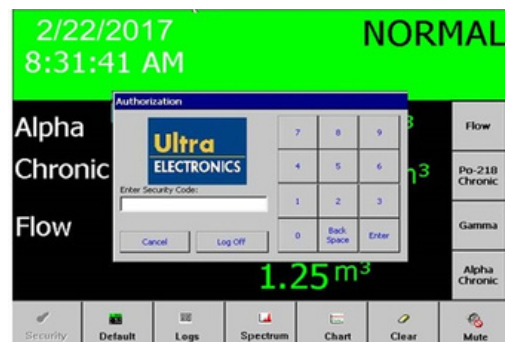 2/22/2017
8:31:41 AM
NORMAL
Authorization
Ultra
ELECTRONICS
Enter Security Code:
Cancel
Log Off
7 8 9
4 5 6
1 2 3
0 Back Space Enter
Alpha
Chronic
m³
Flow
1.25 m³
Flow
Po-218
Chronic
Gamma
Alpha
Chronic
Security
Default
Logs
Spectrum
Chart
Clear
Mute